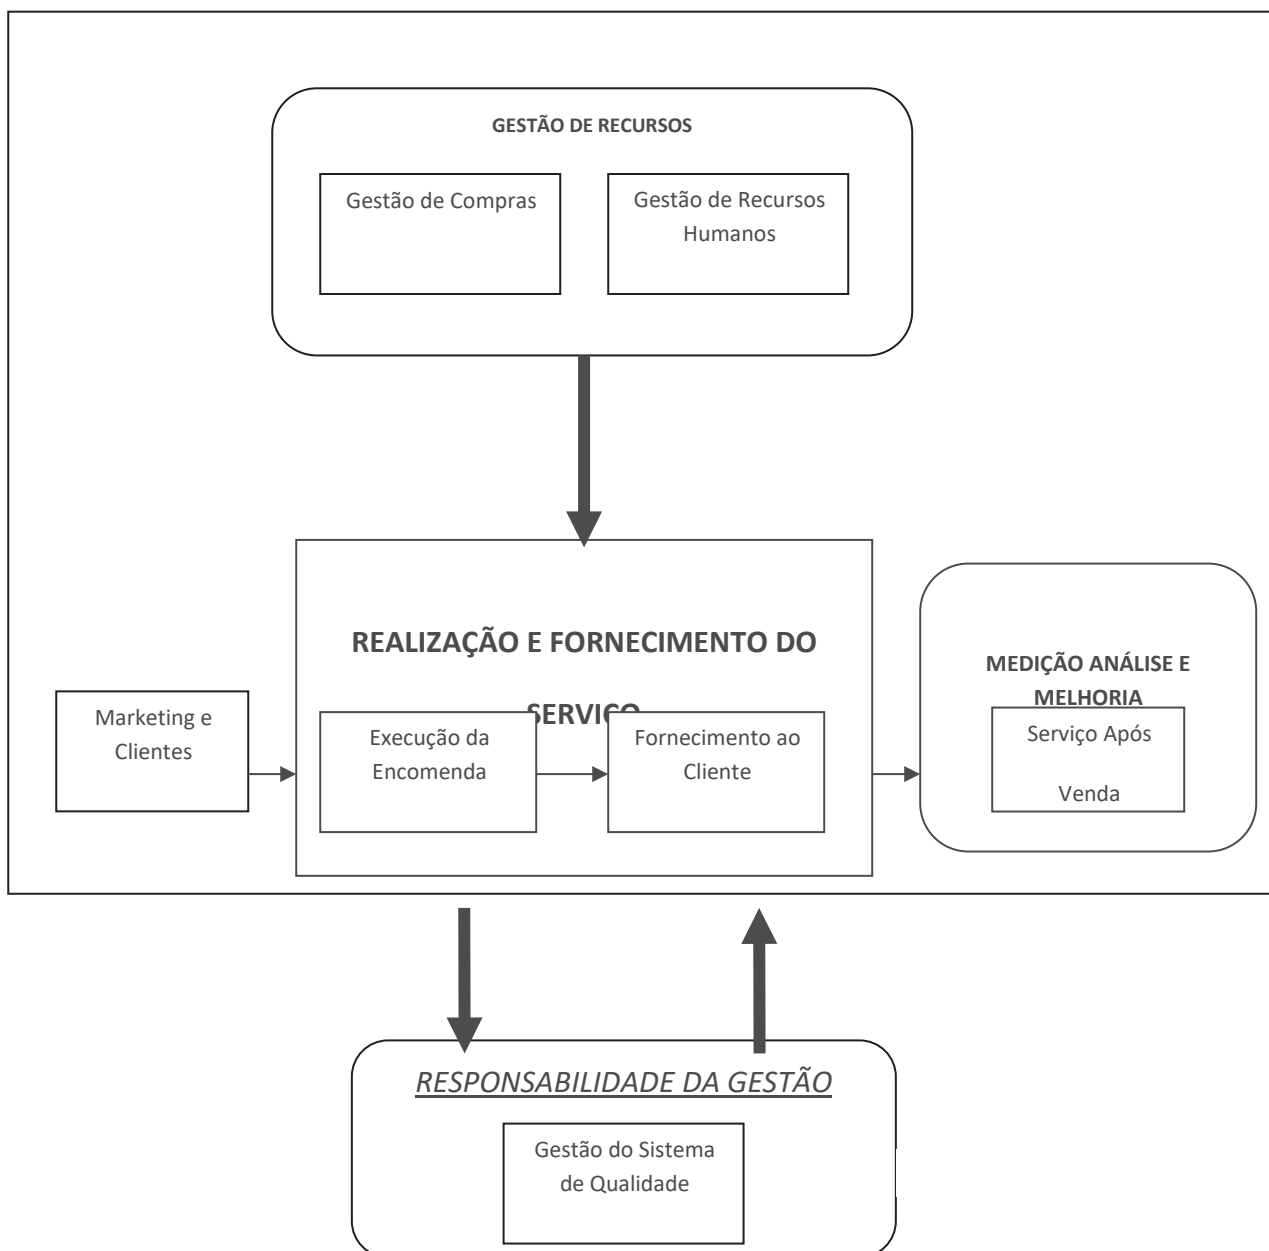 GESTÃO DE RECURSOS
Gestão de Compras
Gestão de Recursos
Humanos
REALIZAÇÃO E FORNECIMENTO DO
SERVIÇO
Marketing e
Clientes
Execução da
Encomenda
Fornecimento ao
Cliente
MEDIÇÃO ANÁLISE E
MELHORIA
Serviço Após
Venda
RESPONSABILIDADE DA GESTÃO
Gestão do Sistema
de Qualidade